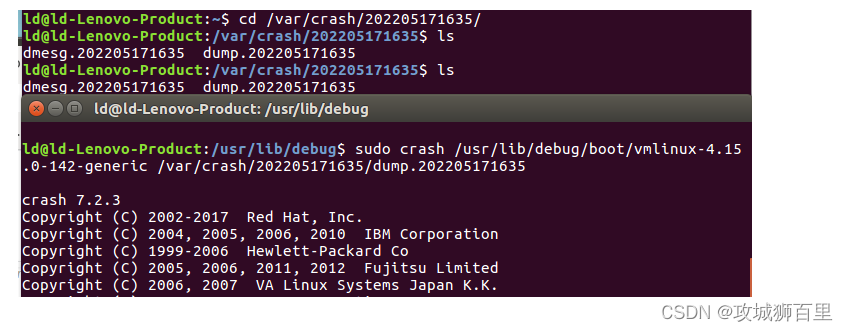 ld@ld-Lenovo-Product:~$ cd /var/crash/202205171635/
ld@ld-Lenovo-Product:/var/crash/202205171635$ ls
dmesg.202205171635  dump.202205171635
ld@ld-Lenovo-Product:/var/crash/202205171635$ ls
dmesg.202205171635  dump.202205171635
ld@ld-Lenovo-Product: /usr/lib/debug
ld@ld-Lenovo-Product:/usr/lib/debug$ sudo crash /usr/lib/debug/boot/vmlinux-4.15
.0-142-generic /var/crash/202205171635/dump.202205171635
crash 7.2.3
Copyright (C) 2002-2017  Red Hat, Inc.
Copyright (C) 2004, 2005, 2006, 2010  IBM Corporation
Copyright (C) 1999-2006  Hewlett-Packard Co
Copyright (C) 2005, 2006, 2011, 2012  Fujitsu Limited
Copyright (C) 2006, 2007  VA Linux Systems Japan K.K.
CSDN @攻城狮百里